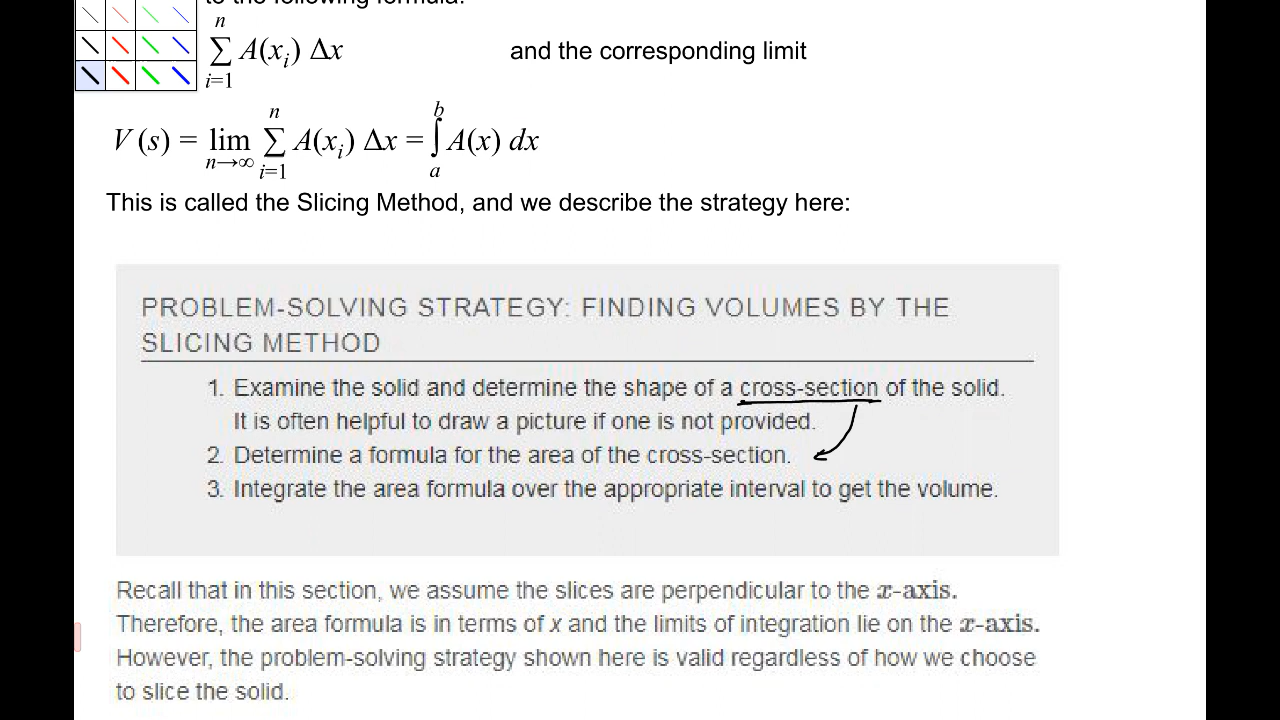 to the following formula:
n
∑ A(xᵢ) Δx and the corresponding limit
i=1
n b
V (s) = lim ∑ A(xᵢ) Δx = ∫ A(x) dx
n→∞ i=1 a
This is called the Slicing Method, and we describe the strategy here:
PROBLEM-SOLVING STRATEGY: FINDING VOLUMES BY THE
SLICING METHOD
1. Examine the solid and determine the shape of a cross-section of the solid.
It is often helpful to draw a picture if one is not provided.
2. Determine a formula for the area of the cross-section.
3. Integrate the area formula over the appropriate interval to get the volume.
Recall that in this section, we assume the slices are perpendicular to the x-axis.
Therefore, the area formula is in terms of x and the limits of integration lie on the x-axis.
However, the problem-solving strategy shown here is valid regardless of how we choose
to slice the solid.